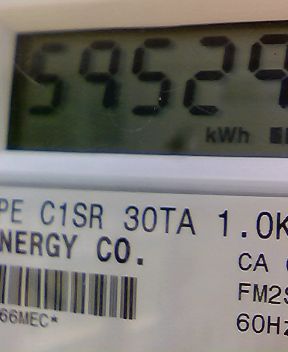 59529
kWh
PE C1SR 30TA 1.0K
NERGY CO.
CA
FM2S
66MEC*
60Hz